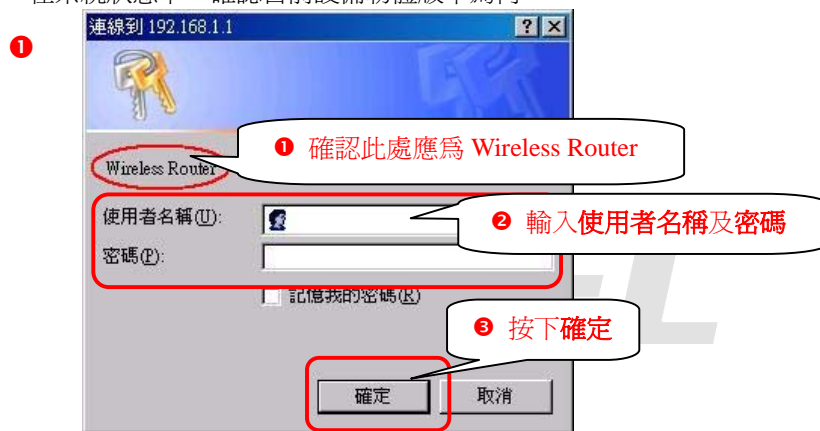 連線到 192.168.1.1
❶
❶ 確認此處應為 Wireless Router
Wireless Router
使用者名稱(U):
❷ 輸入使用者名稱及密碼
密碼(P):
記憶我的密碼(R)
❸ 按下確定
確定
取消